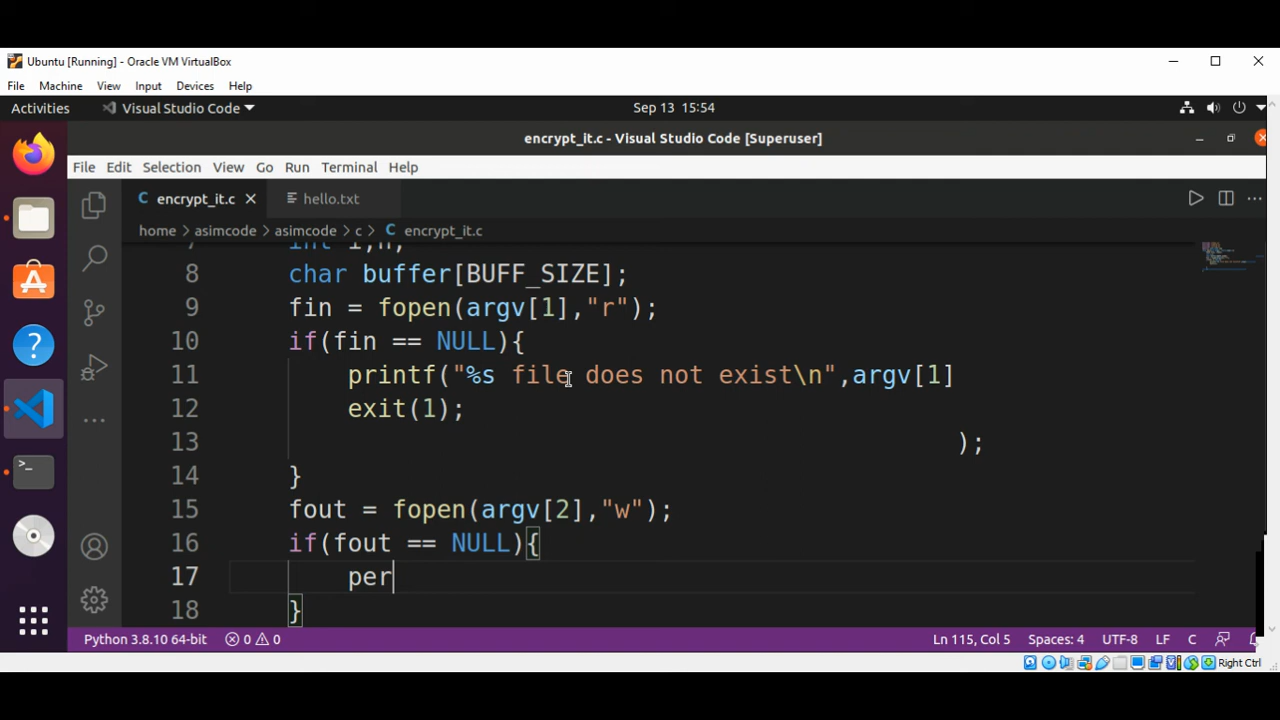 Ubuntu [Running] - Oracle VM VirtualBox
File Machine View Input Devices Help
Activities Visual Studio Code Sep 13 15:54
encrypt_it.c - Visual Studio Code [Superuser]
File Edit Selection View Go Run Terminal Help
C encrypt_it.c hello.txt
home > asimcode > asimcode > c > C encrypt_it.c
8 char buffer[BUFF_SIZE];
9 fin = fopen(argv[1],"r");
10 if(fin == NULL){
11 printf("%s file does not exist\n",argv[1]
12 exit(1);
13 );
14 }
15 fout = fopen(argv[2],"w");
16 if(fout == NULL){
17 per
18 }
Python 3.8.10 64-bit 0 0 Ln 115, Col 5 Spaces: 4 UTF-8 LF C
Right Ctrl